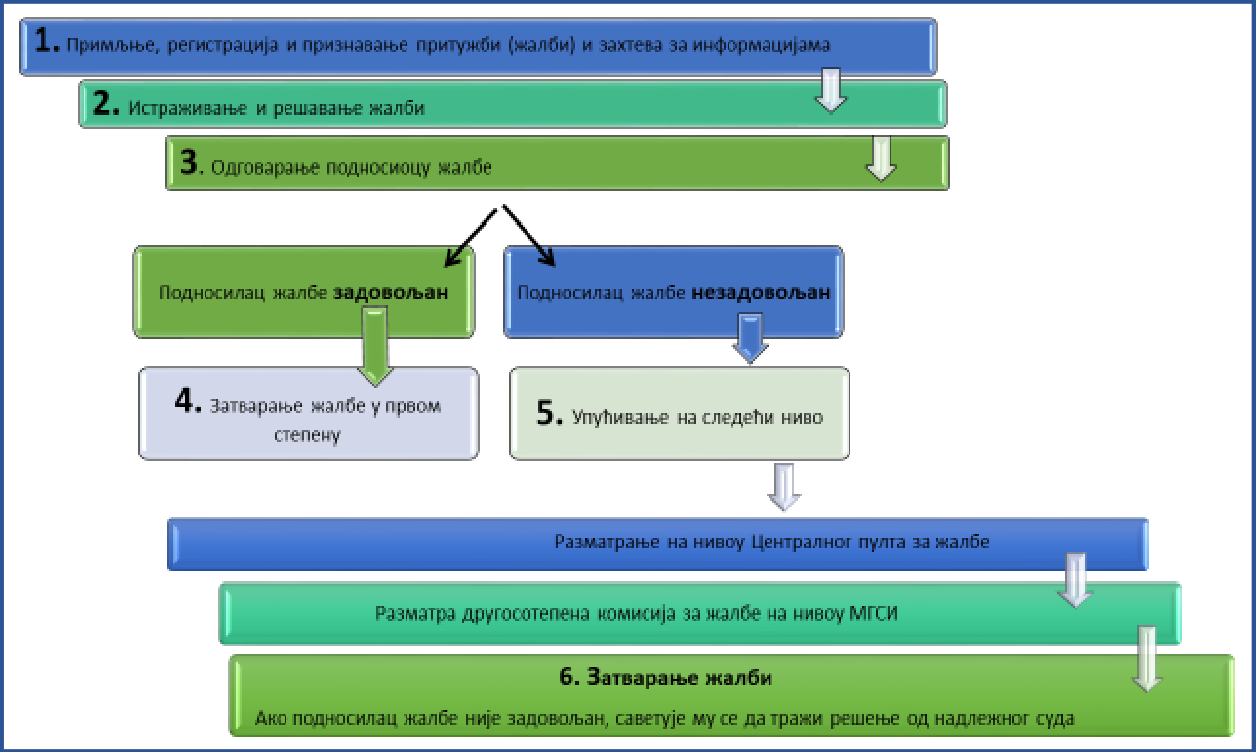 1. Примљње, регистрација и признавање притужби (жалби) и захтева за информацијама
2. Истраживање и решавање жалби
3. Одговарање подносиоцу жалбе
Подносилац жалбе задовољан
Подносилац жалбе незадовољан
4. Затварање жалбе у првом
степену
5. Упућивање на следећи ниво
Разматрање на нивоу Централног пулта за жалбе
Разматра другосотепена комисија за жалбе на нивоу МГСИ
6. Затварање жалби
Ако подносилац жалбе није задовољан, саветује му се да тражи решење од надлежног суда